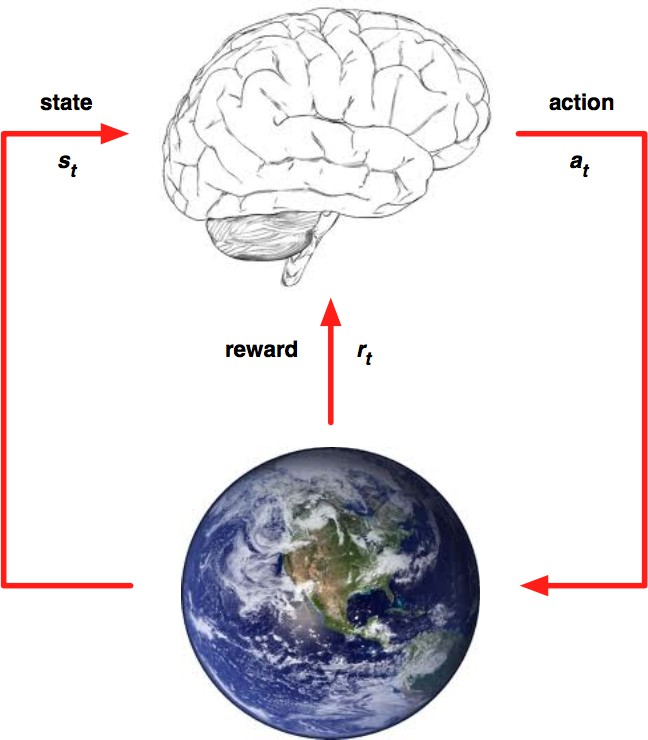 state
s_t
action
a_t
reward r_t